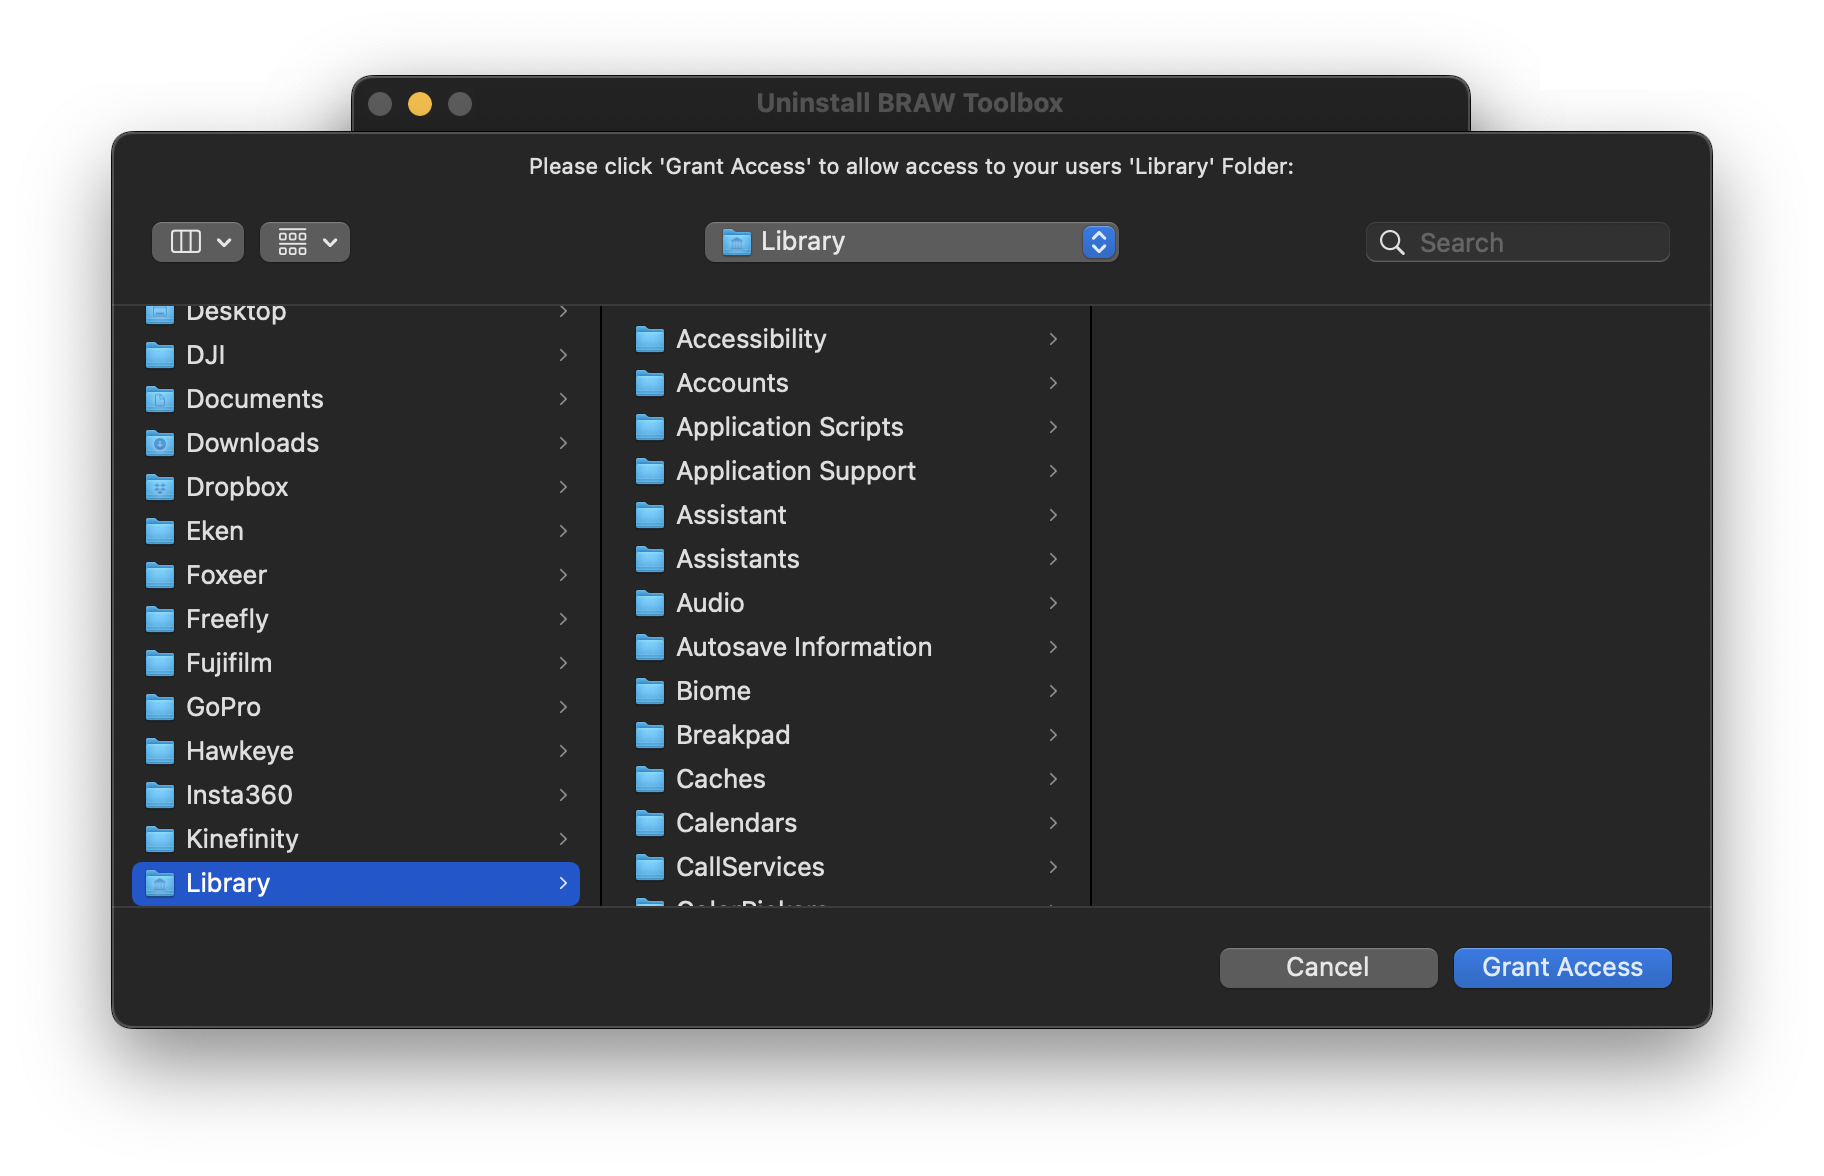 Uninstall BRAW Toolbox
Please click 'Grant Access' to allow access to your users 'Library' Folder:
Library
Search
Desktop
DJI
Documents
Downloads
Dropbox
Eken
Foxeer
Freefly
Fujifilm
GoPro
Hawkeye
Insta360
Kinefinity
Library
Accessibility
Accounts
Application Scripts
Application Support
Assistant
Assistants
Audio
Autosave Information
Biome
Breakpad
Caches
Calendars
CallServices
ColorPickers
Cancel
Grant Access